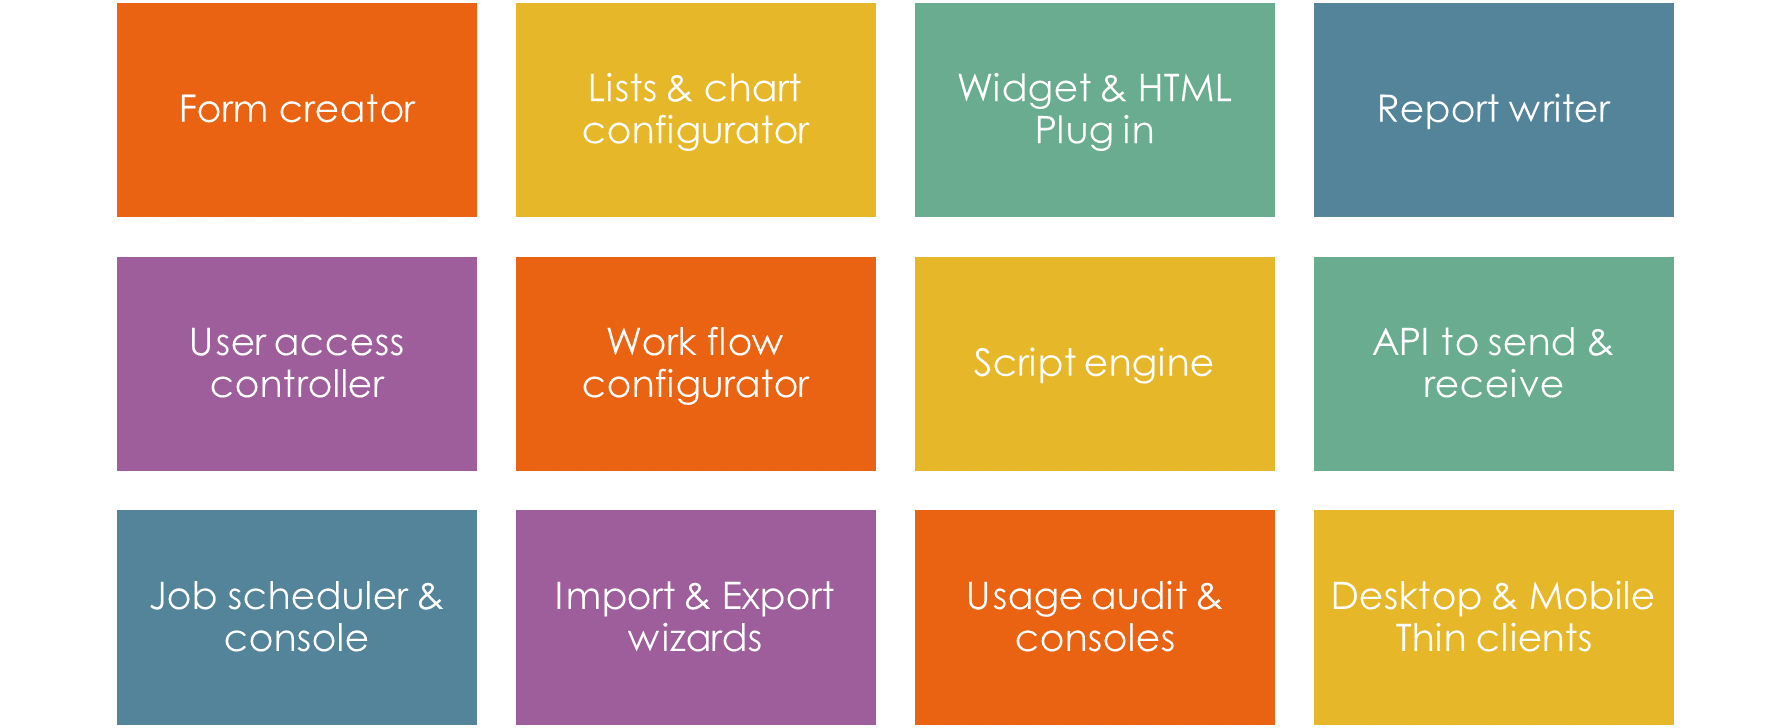 Form creator
Lists & chart
configurator
Widget & HTML
Plug in
Report writer
User access
controller
Work flow
configurator
Script engine
API to send &
receive
Job scheduler &
console
Import & Export
wizards
Usage audit &
consoles
Desktop & Mobile
Thin clients